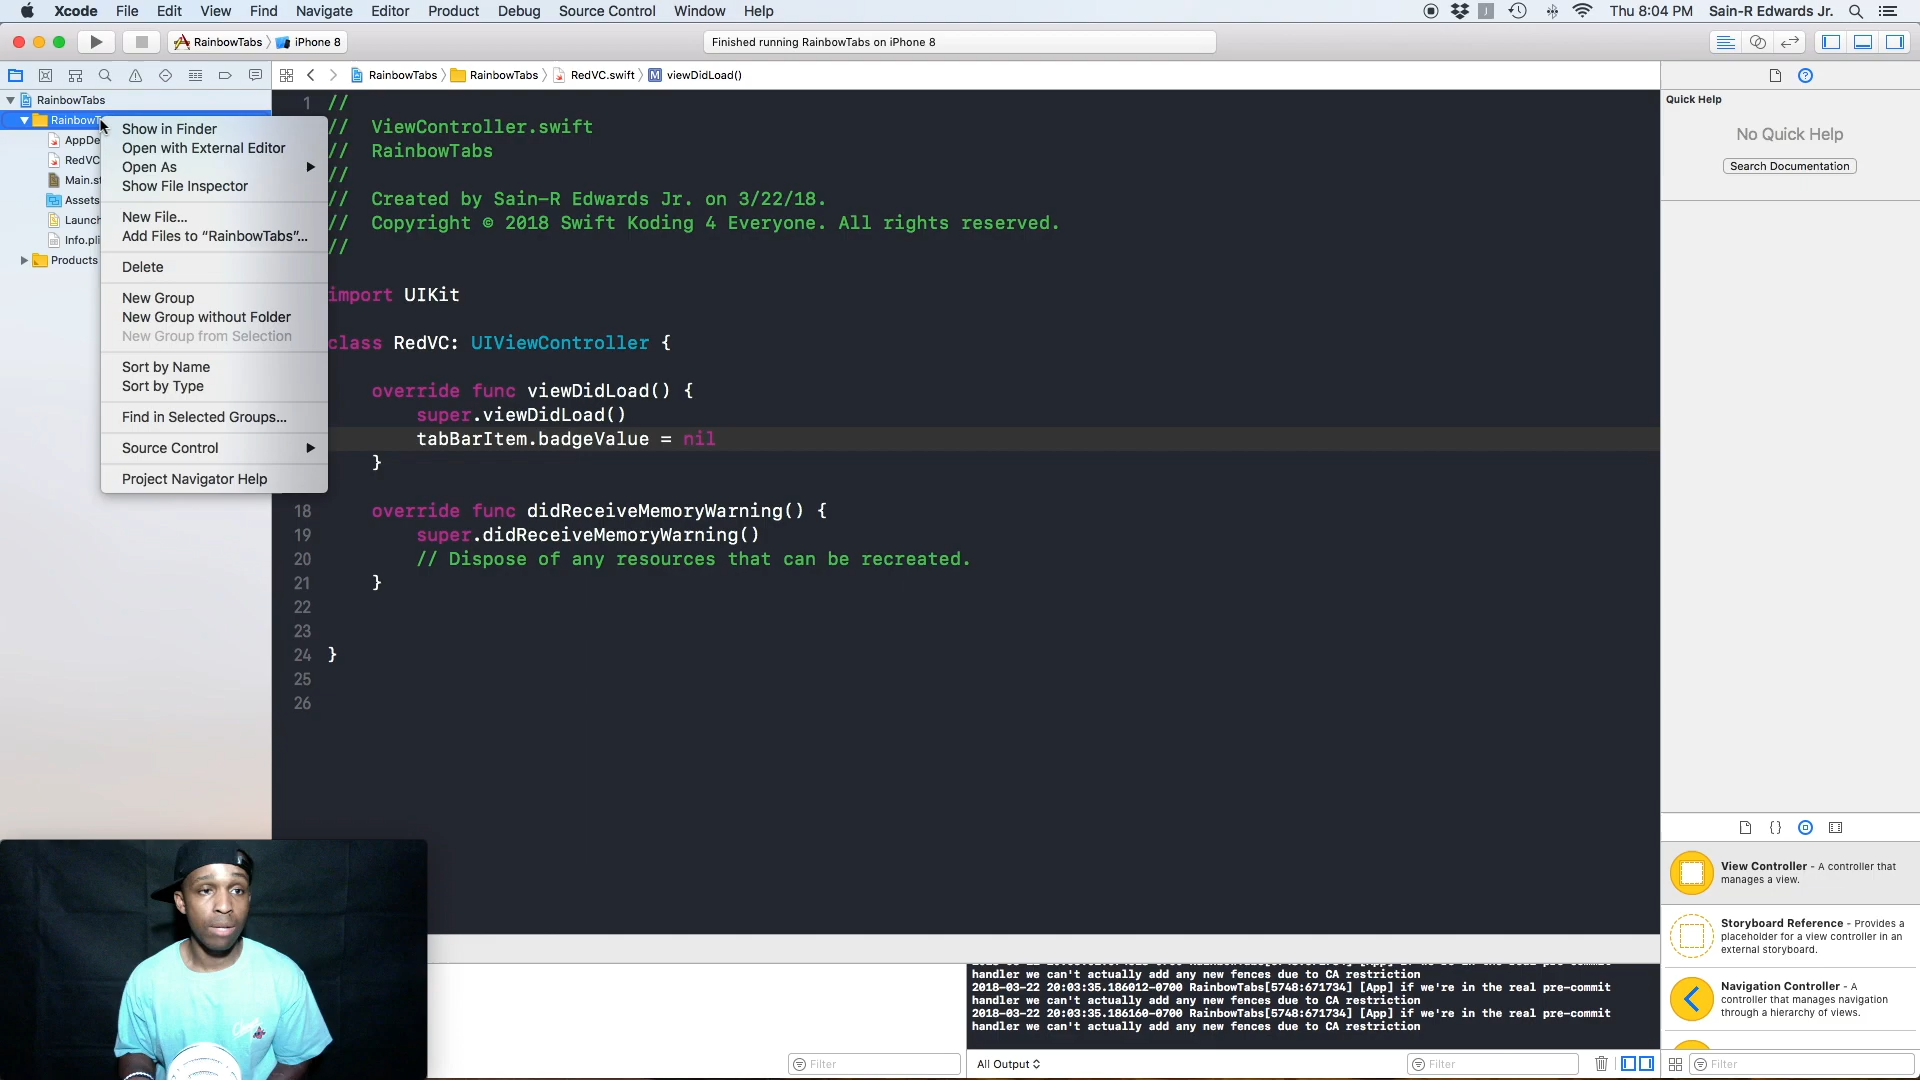 Xcode File Edit View Find Navigate Editor Product Debug Source Control Window Help
Thu 8:04 PM Sain-R Edwards Jr.
RainbowTabs iPhone 8
Finished running RainbowTabs on iPhone 8
RainbowTabs RainbowTabs RedVC.swift M viewDidLoad()
RainbowTabs
RainbowT
AppDe
RedVC
Main.st
Assets
Launch
Info.pli
Products
Show in Finder
Open with External Editor
Open As
Show File Inspector
New File...
Add Files to “RainbowTabs”...
Delete
New Group
New Group without Folder
New Group from Selection
Sort by Name
Sort by Type
Find in Selected Groups...
Source Control
Project Navigator Help
1 //
// ViewController.swift
// RainbowTabs
//
// Created by Sain-R Edwards Jr. on 3/22/18.
// Copyright © 2018 Swift Koding 4 Everyone. All rights reserved.
//
import UIKit
class RedVC: UIViewController {
override func viewDidLoad() {
super.viewDidLoad()
tabBarItem.badgeValue = nil
}
18 override func didReceiveMemoryWarning() {
19 super.didReceiveMemoryWarning()
20 // Dispose of any resources that can be recreated.
21 }
22
23
24 }
25
26
Quick Help
No Quick Help
Search Documentation
View Controller - A controller that
manages a view.
Storyboard Reference - Provides a
placeholder for a view controller in an
external storyboard.
Navigation Controller - A
controller that manages navigation
through a hierarchy of views.
handler we can't actually add any new fences due to CA restriction
2018-03-22 20:03:35.186012-0700 RainbowTabs[5748:671734] [App] if we're in the real pre-commit
handler we can't actually add any new fences due to CA restriction
2018-03-22 20:03:35.186160-0700 RainbowTabs[5748:671734] [App] if we're in the real pre-commit
handler we can't actually add any new fences due to CA restriction
Filter
All Output
Filter
Filter